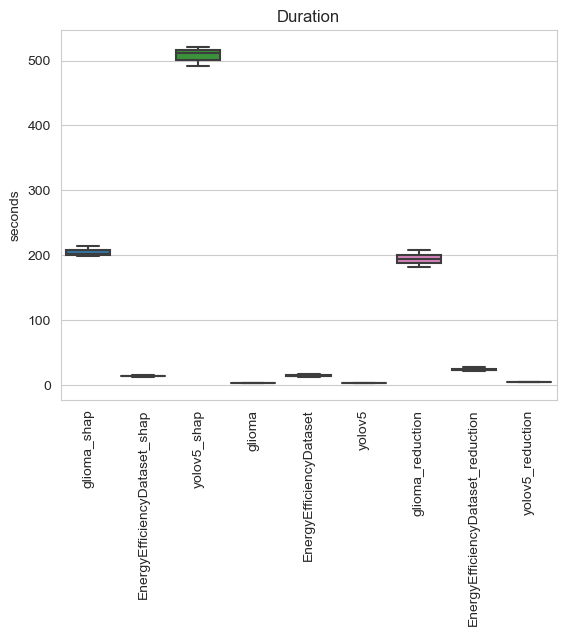 Duration
seconds
500
400
300
200
100
0
glioma_shap
EnergyEfficiencyDataset_shap
yolov5_shap
glioma
EnergyEfficiencyDataset
yolov5
glioma_reduction
EnergyEfficiencyDataset_reduction
yolov5_reduction